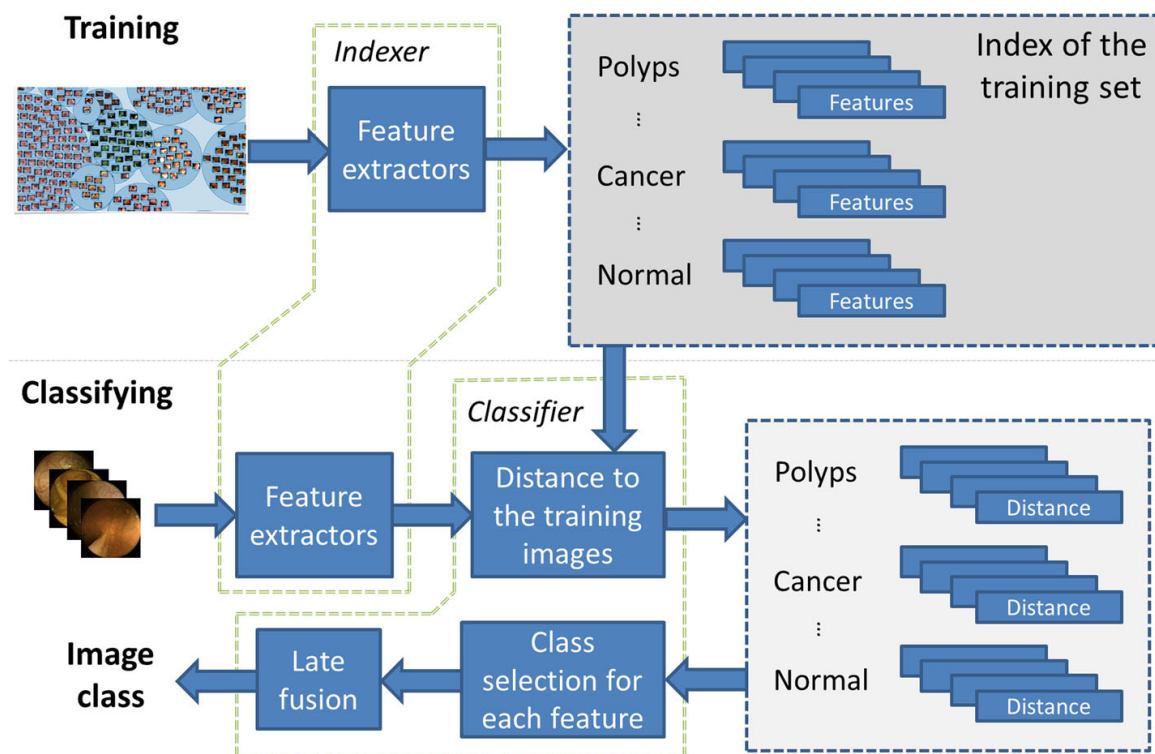 Training
Indexer
Feature
extractors
Index of the
training set
Polyps
...
Features
Cancer
...
Features
Normal
Features
Classifying
Classifier
Feature
extractors
Distance to
the training
images
Polyps
...
Distance
Cancer
...
Distance
Normal
Distance
Class
selection for
each feature
Late
fusion
Image
class